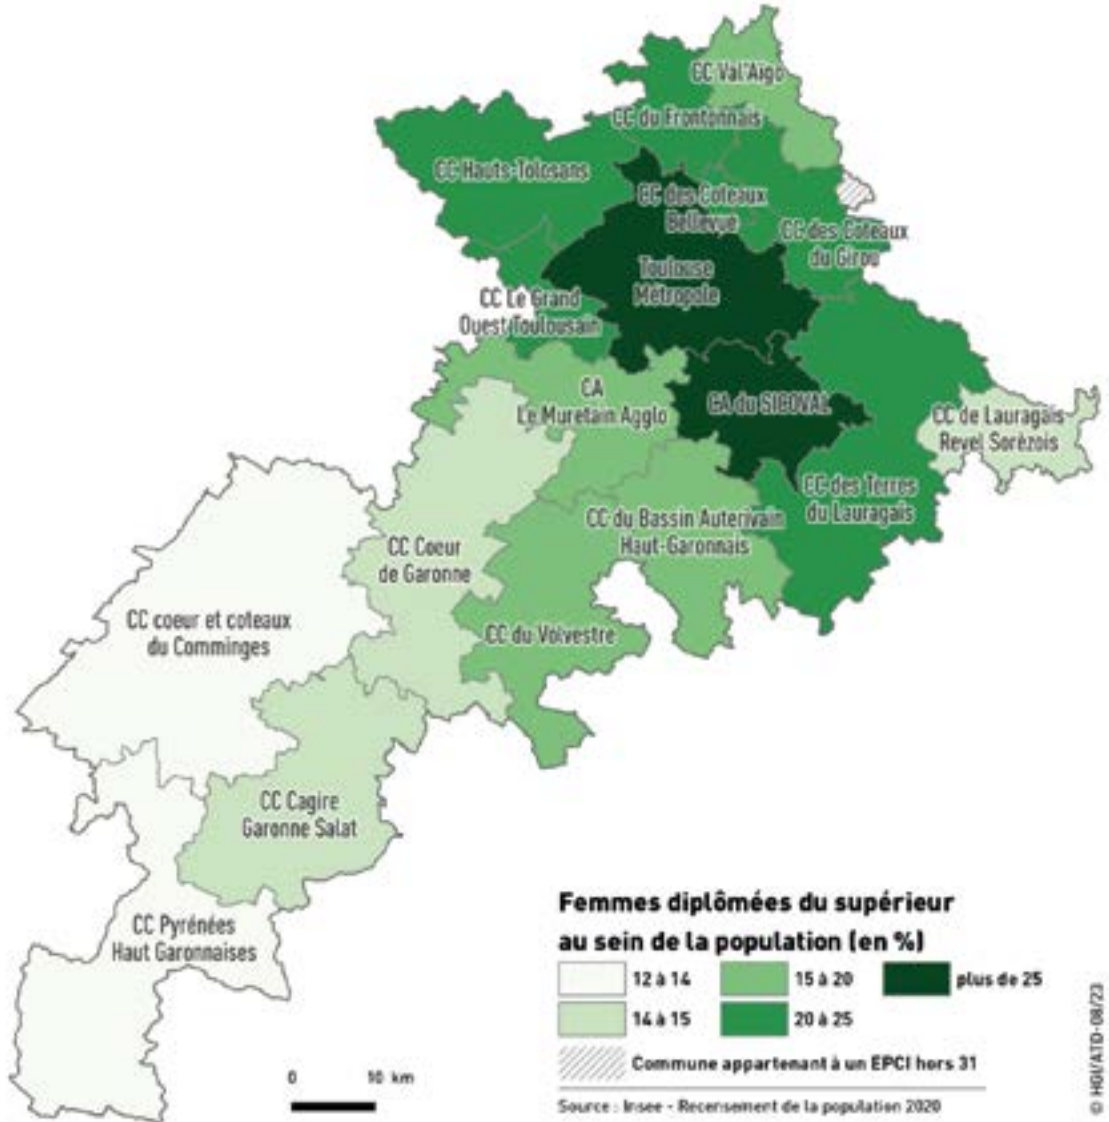 CC Val'Aïgo
CC du Frontonnais
CC Hauts-Tolosans
CC des Coteaux
Bellevue
CC des Coteaux
du Girou
Toulouse
Métropole
CC Le Grand
Ouest Toulousain
CA
Le Muretain Agglo
CA du SICOVAL
CC de Lauragais
Revel Sorèzois
CC des Terres
du Lauragais
CC du Bassin Auterivain
Haut-Garonnais
CC Coeur
de Garonne
CC coeur et coteaux
du Comminges
CC du Volvestre
CC Cagire
Garonne Salat
CC Pyrénées
Haut Garonnaises
Femmes diplômées du supérieur
au sein de la population (en %)
12 à 14 15 à 20 plus de 25
14 à 15 20 à 25
Commune appartenant à un EPCI hors 31
0 10 km
Source : Insee - Recensement de la population 2020
© HGI/ATD-08/23